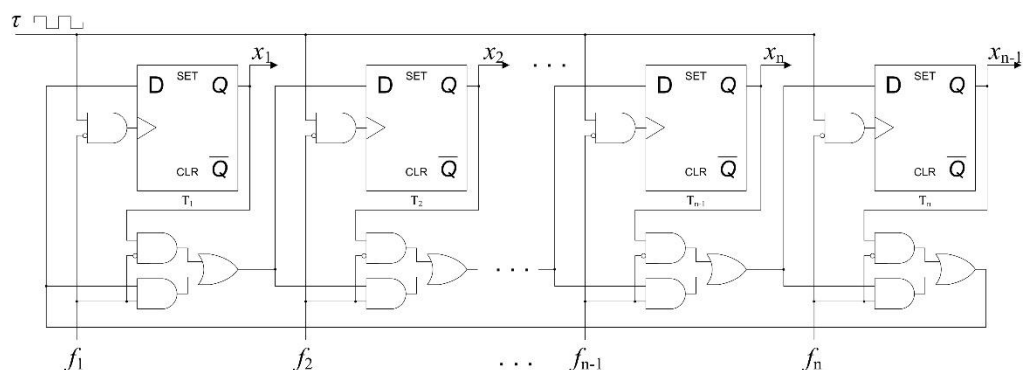 τ
x1 x2 . . . xn xn-1
SET SET SET SET
D Q D Q D Q D Q
Q Q Q Q
CLR CLR CLR CLR
T1 T2 Tn-1 Tn
. . .
f1 f2 . . . fn-1 fn